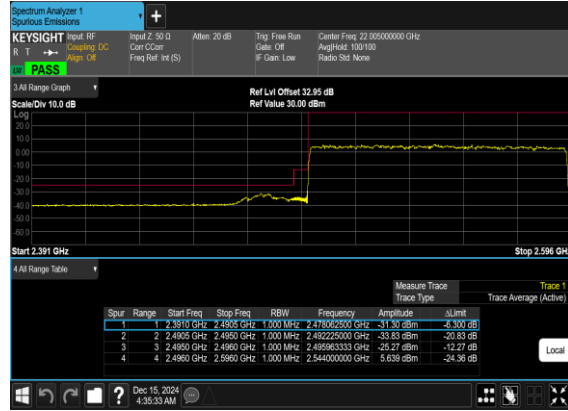 Spectrum Analyzer 1
Spurious Emissions
KEYSIGHT Input: RF Input Z: 50 Ω Atten: 20 dB Trig: Free Run Center Freq: 22.005000000 GHz
R T Coupling: DC Corr CCorr Gate: Off Avg|Hold: 100/100
Align: Off Freq Ref: Int (S) IF Gain: Low Radio Std: None
PASS
3 All Range Graph
Ref Lvl Offset 32.95 dB
Scale/Div 10.0 dB Ref Value 30.00 dBm
Log
20.0
10.0
0.00
-10.0
-20.0
-30.0
-40.0
-50.0
-60.0
Start 2.391 GHz Stop 2.596 GHz
4 All Range Table
Measure Trace Trace 1
Trace Type Trace Average (Active)
Spur Range Start Freq Stop Freq RBW Frequency Amplitude ΔLimit
1 1 2.3910 GHz 2.4905 GHz 1.000 MHz 2.478062500 GHz -31.30 dBm -6.300 dB
2 2 2.4905 GHz 2.4950 GHz 1.000 MHz 2.492225000 GHz -33.83 dBm -20.83 dB
3 3 2.4950 GHz 2.4960 GHz 1.000 MHz 2.495963333 GHz -25.27 dBm -12.27 dB
4 4 2.4960 GHz 2.5960 GHz 1.000 MHz 2.544000000 GHz 5.639 dBm -24.36 dB
Local
?
Dec 15, 2024
4:35:33 AM